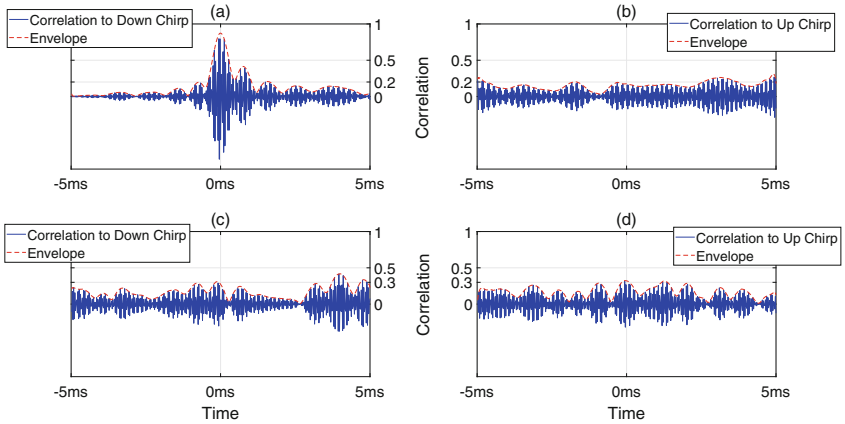 (a)
Correlation to Down Chirp
Envelope
1
0.5
0.2
0
-5ms
0ms
5ms
(b)
Correlation to Up Chirp
Envelope
Correlation
1
0.5
0.2
0
-5ms
0ms
5ms
(c)
Correlation to Down Chirp
Envelope
1
0.5
0.3
0
-5ms
0ms
5ms
Time
(d)
Correlation to Up Chirp
Envelope
Correlation
1
0.5
0.3
0
-5ms
0ms
5ms
Time